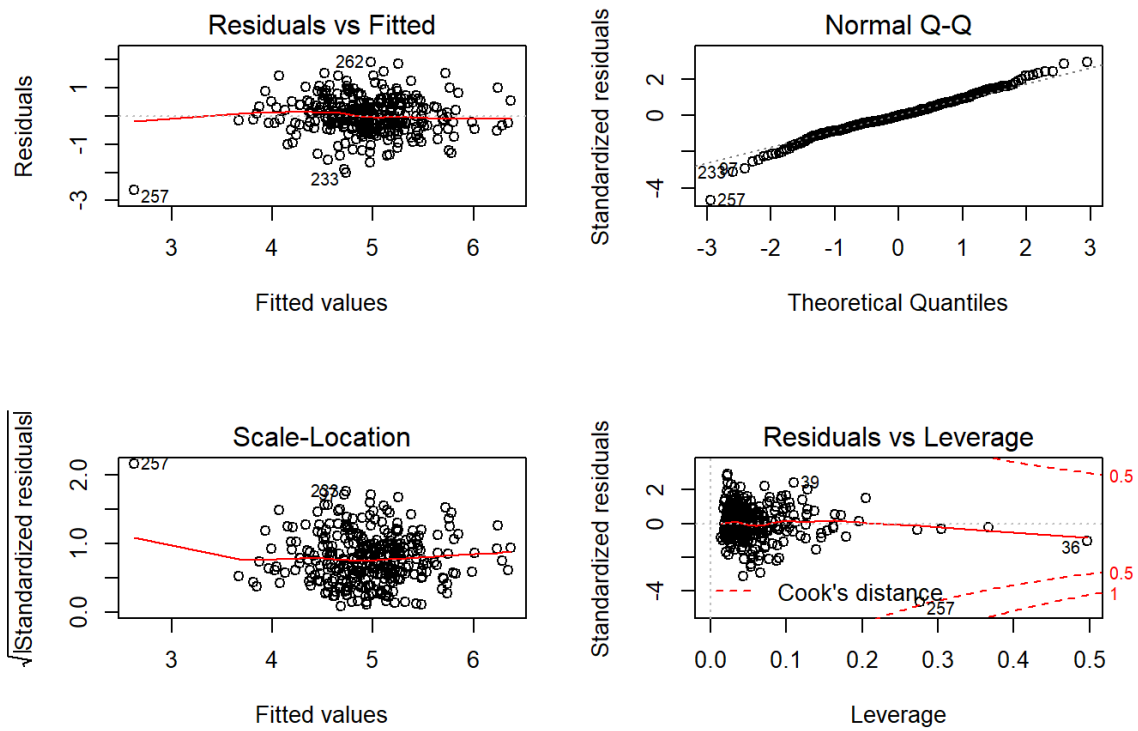 Residuals vs Fitted
Residuals
1
-1
-3
262
233
257
3 4 5 6
Fitted values
Normal Q-Q
Standardized residuals
2
0
-4
257
-3 -2 -1 0 1 2 3
Theoretical Quantiles
Scale-Location
√|Standardized residuals|
2.0
1.0
0.0
257
3 4 5 6
Fitted values
Residuals vs Leverage
Standardized residuals
2
0
-4
39
36
257
Cook's distance
0.5
0.5
1
0.0 0.1 0.2 0.3 0.4 0.5
Leverage